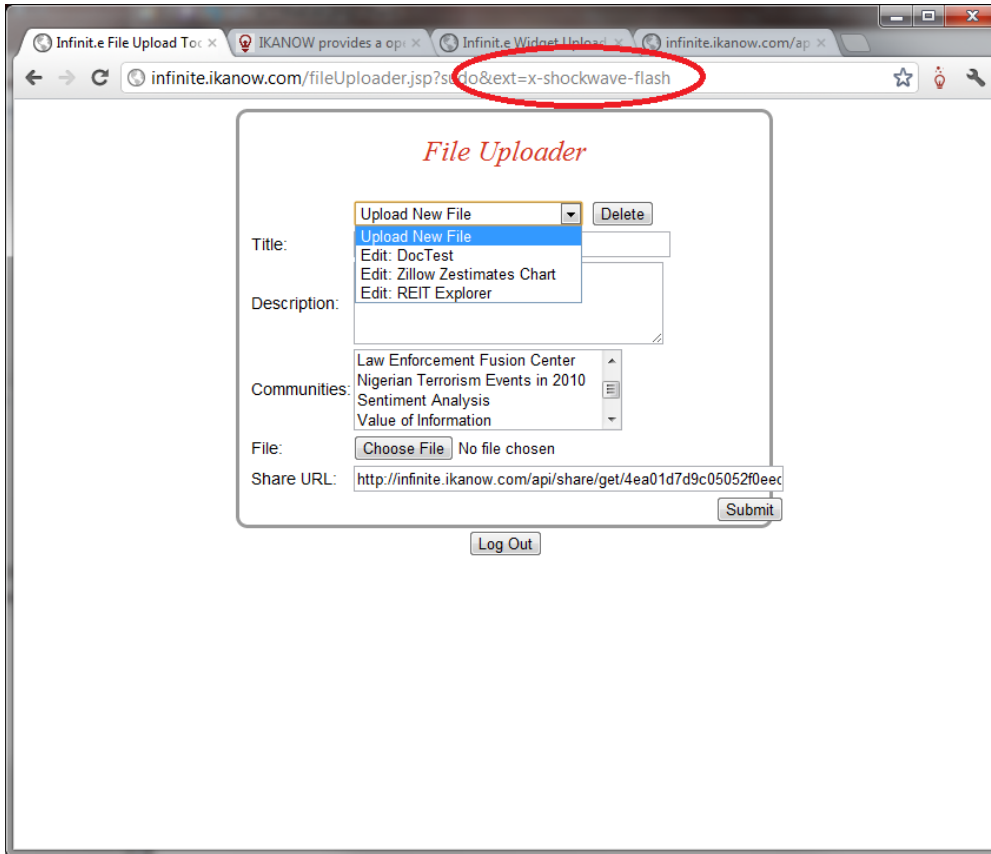 Infinit.e File Upload Too
IKANOW provides a ope
Infinit.e Widget Upload
infinite.ikanow.com/ap
infinite.ikanow.com/fileUploader.jsp?sudo&ext=x-shockwave-flash
File Uploader
Upload New File
Delete
Title:
Upload New File
Edit: DocTest
Edit: Zillow Zestimates Chart
Edit: REIT Explorer
Description:
Communities:
Law Enforcement Fusion Center
Nigerian Terrorism Events in 2010
Sentiment Analysis
Value of Information
File:
Choose File No file chosen
Share URL:
http://infinite.ikanow.com/api/share/get/4ea01d7d9c05052f0eec
Submit
Log Out